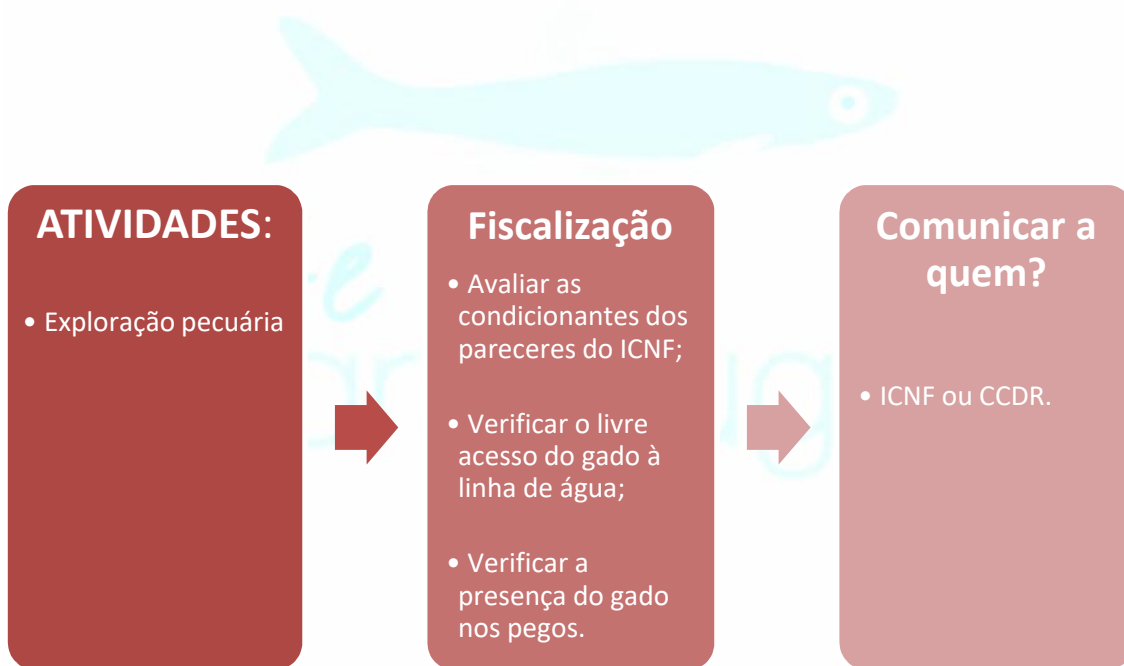 ATIVIDADES:
• Exploração pecuária
Fiscalização
• Avaliar as
condicionantes dos
pareceres do ICNF;
• Verificar o livre
acesso do gado à
linha de água;
• Verificar a
presença do gado
nos pegos.
Comunicar a
quem?
• ICNF ou CCDR.